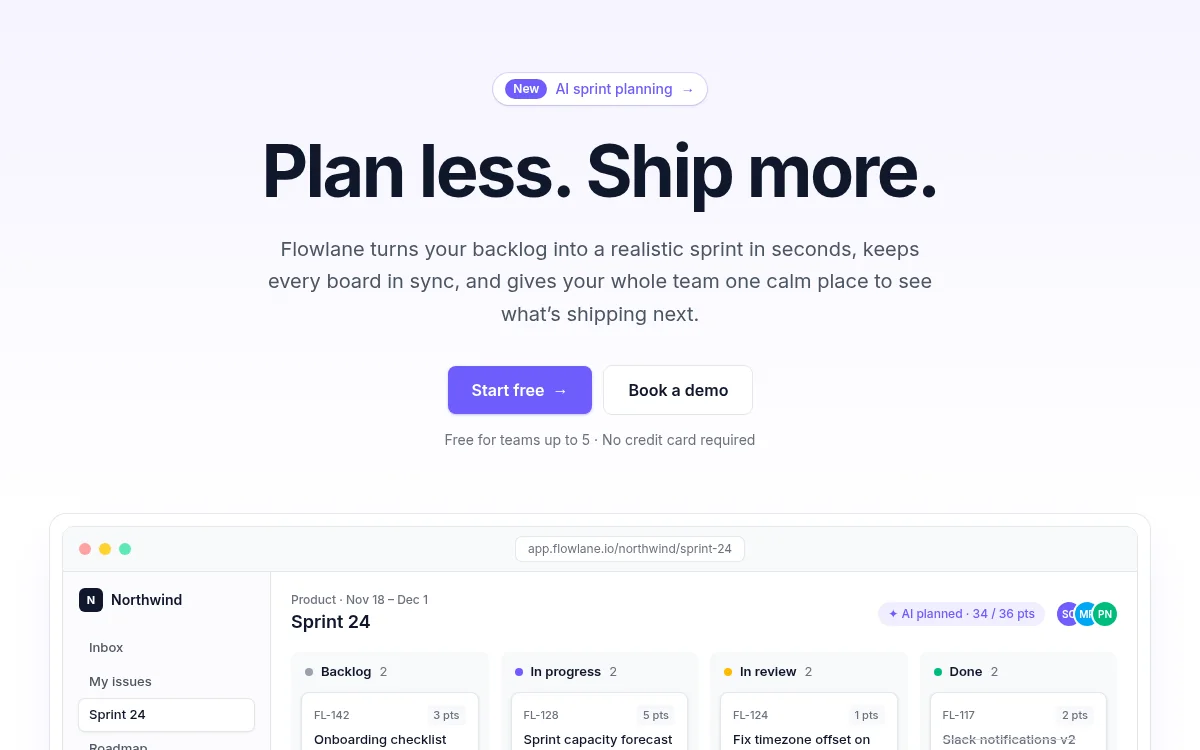 New AI sprint planning →
Plan less. Ship more.
Flowlane turns your backlog into a realistic sprint in seconds, keeps
every board in sync, and gives your whole team one calm place to see
what’s shipping next.
Start free →
Book a demo
Free for teams up to 5 · No credit card required
app.flowlane.io/northwind/sprint-24
N Northwind
Inbox
My issues
Sprint 24
Roadmap
Product · Nov 18 – Dec 1
Sprint 24
✦ AI planned · 34 / 36 pts
PN
Backlog 2
FL-142 3 pts
Onboarding checklist
In progress 2
FL-128 5 pts
Sprint capacity forecast
In review 2
FL-124 1 pts
Fix timezone offset on
Done 2
FL-117 2 pts
Slack notifications v2